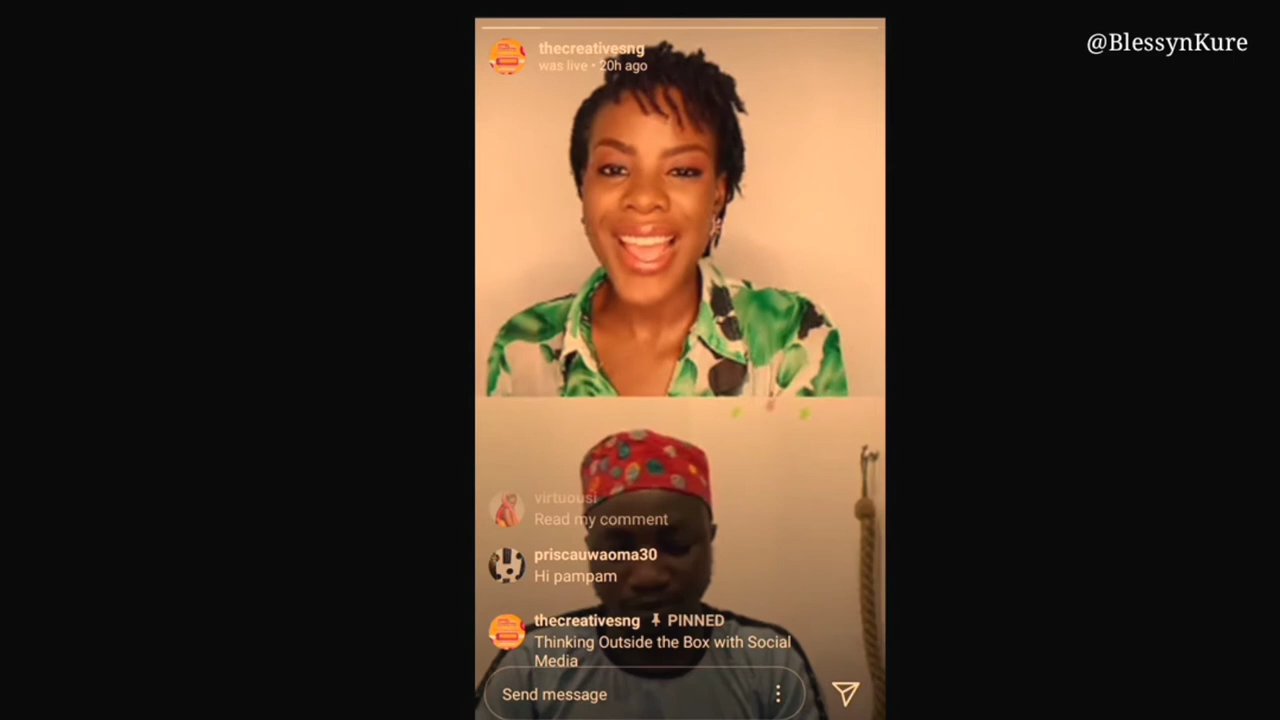 @BlessynKure
thecreativesng
was live • 20h ago
virtuousi
Read my comment
priscauwaoma30
Hi pampam
thecreativesng PINNED
Thinking Outside the Box with Social
Media
Send message